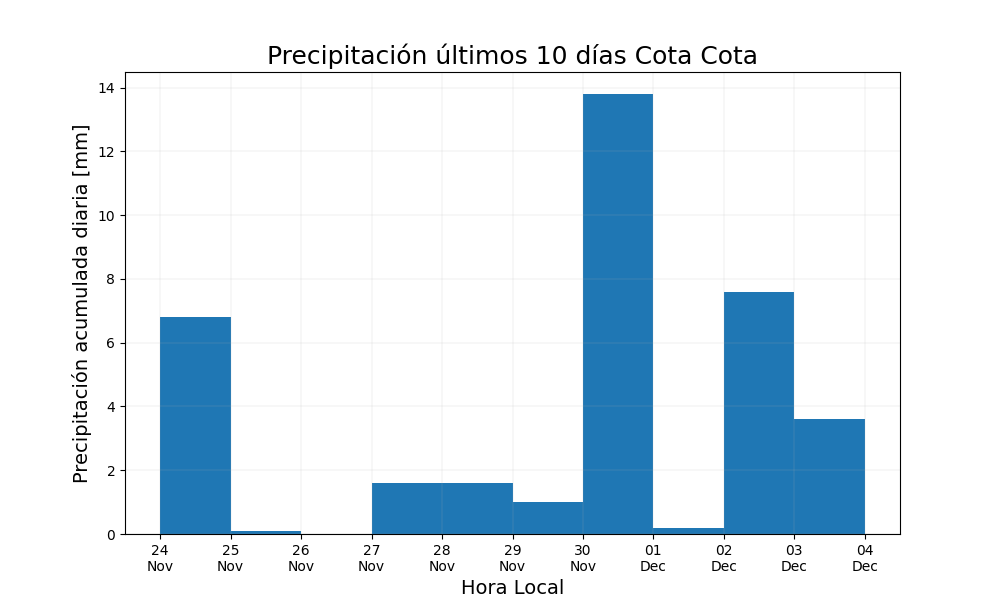 Precipitación últimos 10 días Cota Cota
Precipitación acumulada diaria [mm]
14
12
10
8
6
4
2
0
24 25 26 27 28 29 30 01 02 03 04
Nov Nov Nov Nov Nov Nov Nov Dec Dec Dec Dec
Hora Local